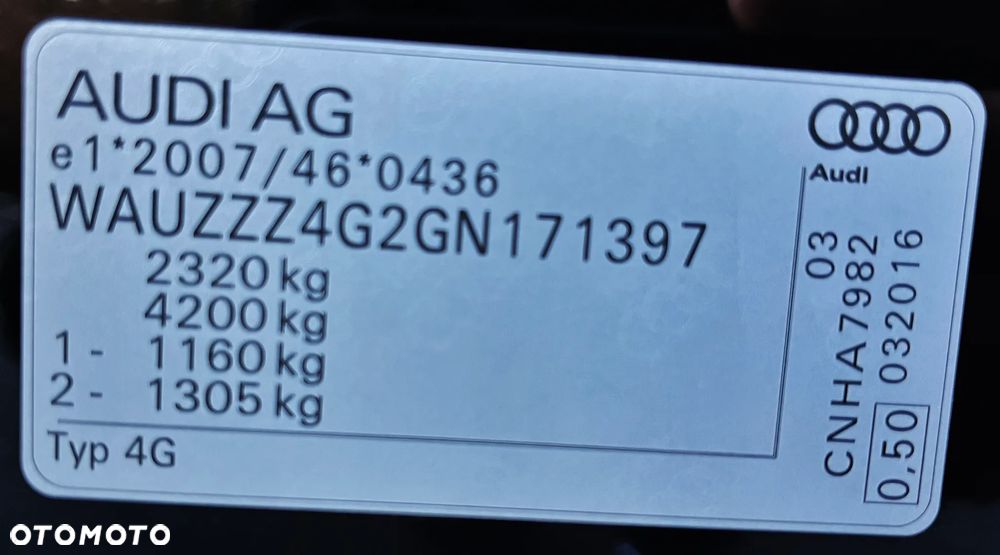 AUDI AG
e1*2007/46*0436
WAUZZZ4G2GN171397
2320 kg
4200 kg
1 - 1160 kg
2 - 1305 kg
Typ 4G
Audi
03
CNHA7982
0,50 032016
OTOMOTO